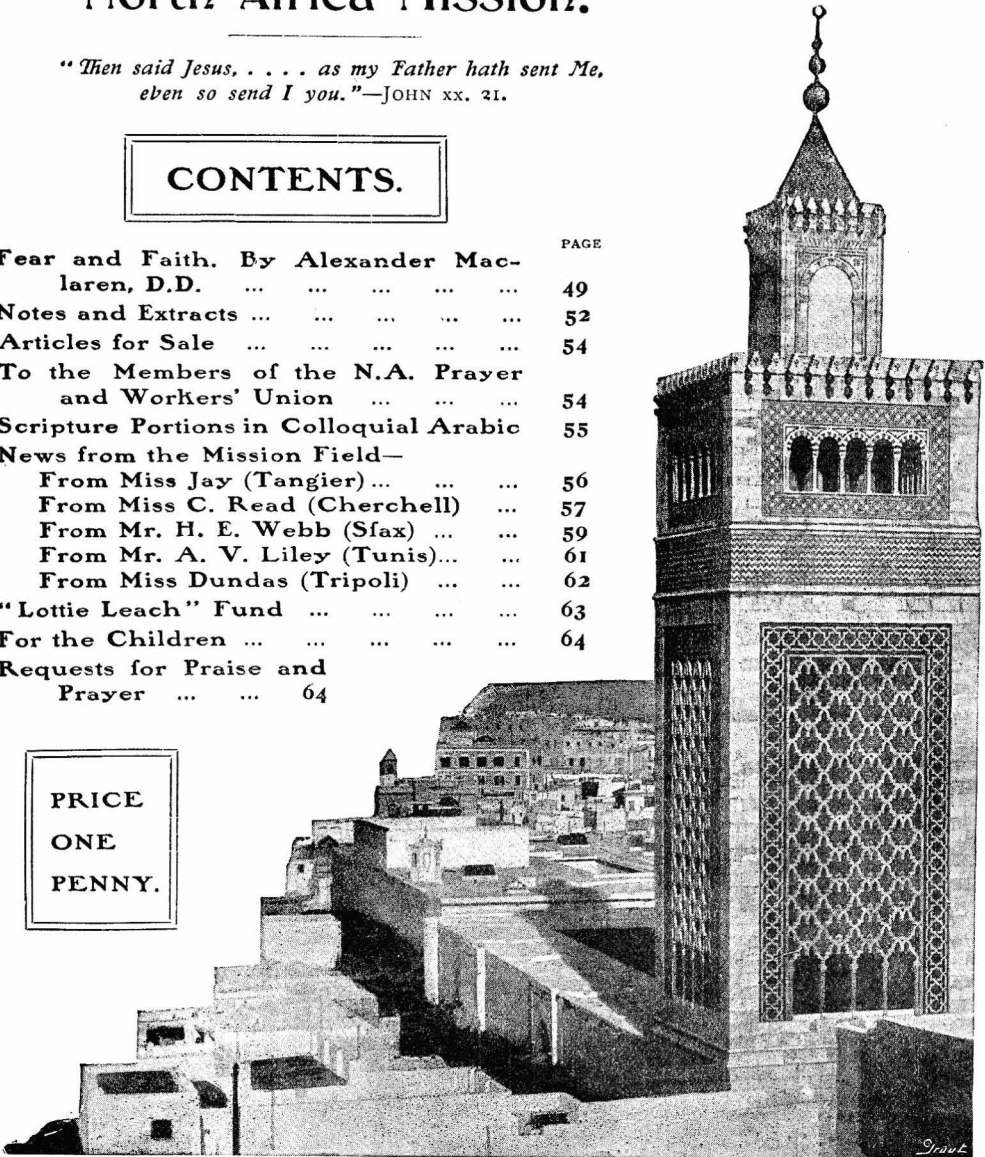 North Africa Mission.
"Then said Jesus, . . . . as my Father hath sent Me,
even so send I you."—JOHN xx. 21.
CONTENTS.
PAGE
Fear and Faith. By Alexander Mac-
laren, D.D. ... ... ... ... ... 49
Notes and Extracts ... ... ... ... ... 52
Articles for Sale ... ... ... ... ... 54
To the Members of the N.A. Prayer
and Workers' Union ... ... ... 54
Scripture Portions in Colloquial Arabic 55
News from the Mission Field—
From Miss Jay (Tangier) ... ... ... 56
From Miss C. Read (Cherchell) ... 57
From Mr. H. E. Webb (Sfax) ... ... 59
From Mr. A. V. Liley (Tunis)... ... 61
From Miss Dundas (Tripoli) ... ... 62
"Lottie Leach" Fund ... ... ... ... 63
For the Children ... ... ... ... ... 64
Requests for Praise and
Prayer ... ... 64
PRICE
ONE
PENNY.
Grout